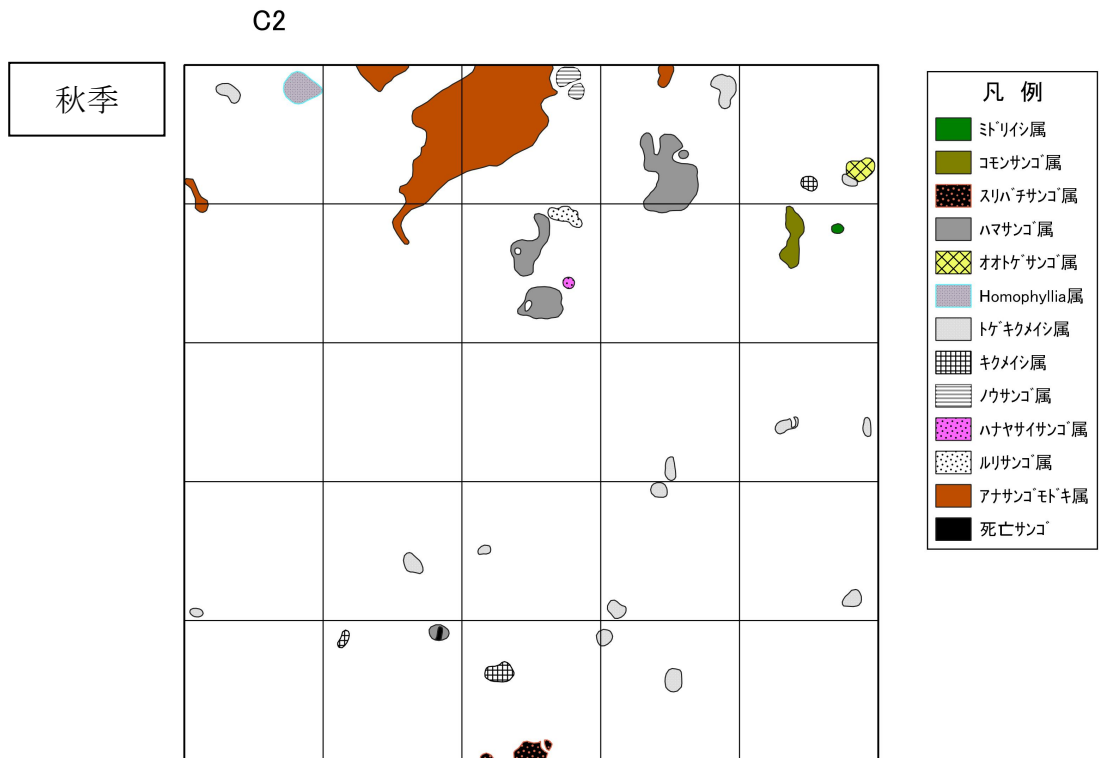 C2
秋季
凡 例
ミドリイシ属
コモンサンゴ属
スリバチサンゴ属
ハマサンゴ属
オオトゲサンゴ属
Homophyllia属
トゲキクメイシ属
キクメイシ属
ノウサンゴ属
ハナヤサイサンゴ属
ルリサンゴ属
アナサンゴモドキ属
死亡サンゴ